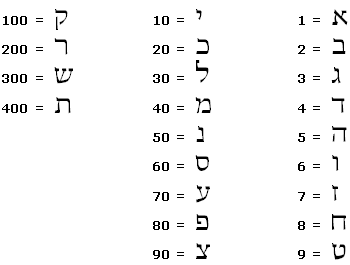 100 = ק 10 = י 1 = א
200 = ר 20 = כ 2 = ב
300 = ש 30 = ל 3 = ג
400 = ת 40 = מ 4 = ד
50 = נ 5 = ה
60 = ס 6 = ו
70 = ע 7 = ז
80 = פ 8 = ח
90 = צ 9 = ט